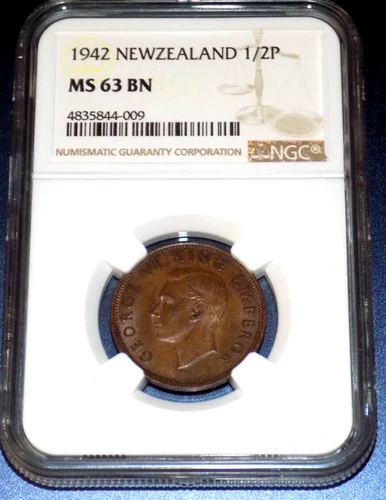 1942 NEWZEALAND 1/2P
MS 63 BN
4835844-009
NUMISMATIC GUARANTY CORPORATION NGC®
GEORGE VI KING EMPEROR